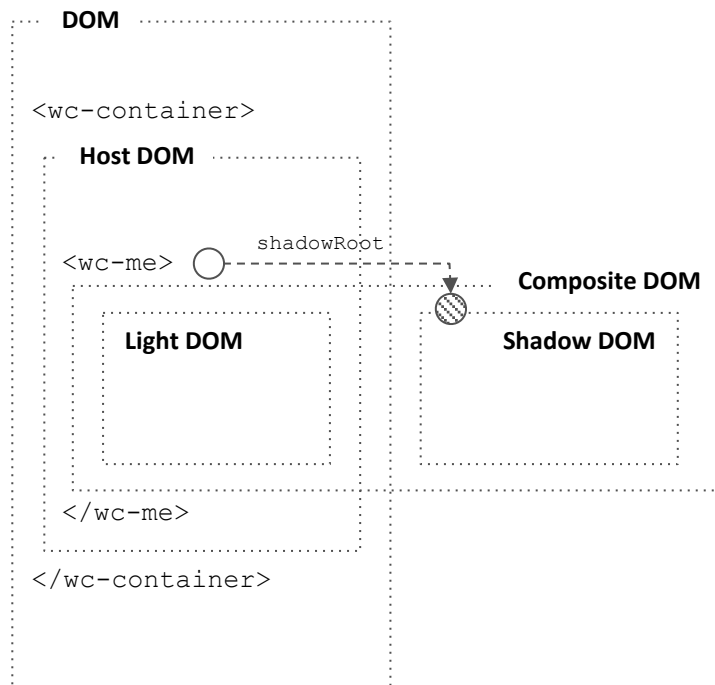 DOM
<wc-container>
Host DOM
shadowRoot
<wc-me>
Composite DOM
Light DOM
Shadow DOM
</wc-me>
</wc-container>